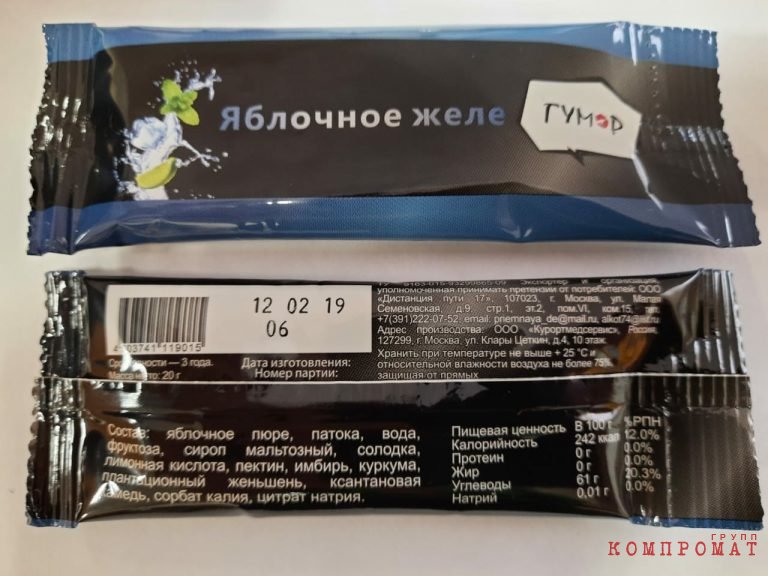 Яблочное желе
ГУМОР
12 02 19
06
119015
Срок годности — 3 года.
Масса нетто: 20 г
Дата изготовления:
Номер партии:
Экспортер и организация,
уполномоченная принимать претензии от потребителей: ООО
«Дистанция пути 17», 107023, г. Москва, ул. Малая
Семеновская, д.9, стр.1, эт.2, пом.VI, ком.15, тел.
+7(391)222-07-52; email: priemnaya_de@mail.ru,
Адрес производства: ООО «Курортмедсервис», Россия,
127299, г. Москва, ул. Клары Цеткин, д.4, 10 этаж.
Хранить при температуре не выше + 25 °С и
относительной влажности воздуха не более 75%,
защищая от прямых
Состав: яблочное пюре, патока, вода,
фруктоза, сироп мальтозный, солодка,
лимонная кислота, пектин, имбирь, куркума,
плантационный женьшень, ксантановая
камедь, сорбат калия, цитрат натрия.
Пищевая ценность В 100 г %РПН
Калорийность 242 ккал 12.0%
Протеин 0 г 0.0%
Жир 0 г 0.0%
Углеводы 61 г 20.3%
Натрий 0,01 г 0.0%
ГРУПП
КОМПРОМАТ